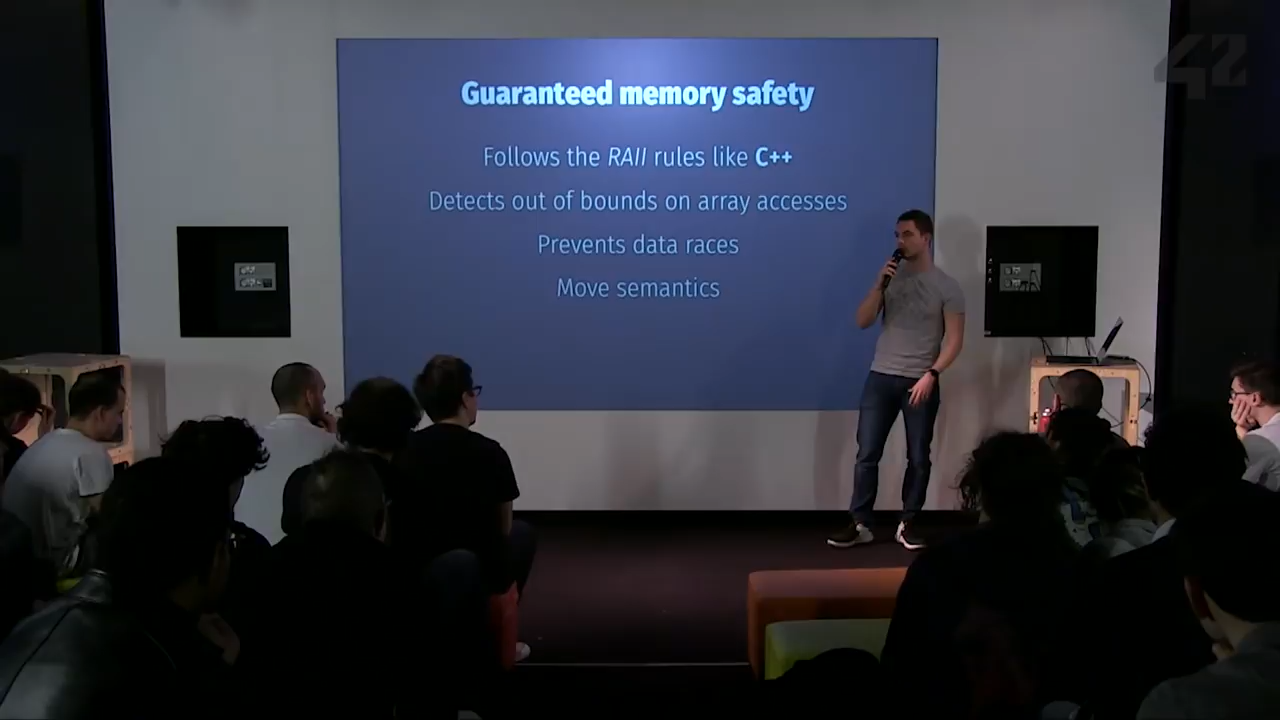 42
Guaranteed memory safety
Follows the RAII rules like C++
Detects out of bounds on array accesses
Prevents data races
Move semantics